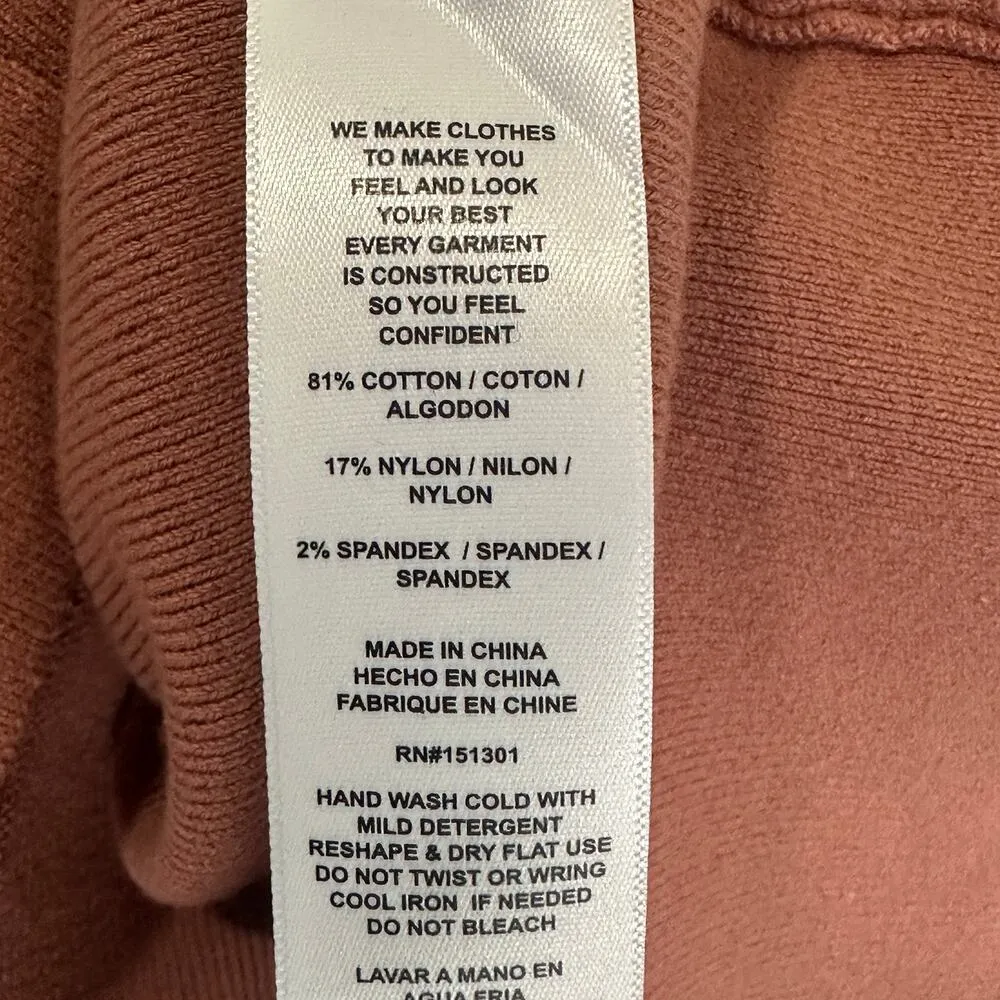 WE MAKE CLOTHES
TO MAKE YOU
FEEL AND LOOK
YOUR BEST
EVERY GARMENT
IS CONSTRUCTED
SO YOU FEEL
CONFIDENT
81% COTTON / COTON /
ALGODON
17% NYLON / NILON /
NYLON
2% SPANDEX / SPANDEX /
SPANDEX
MADE IN CHINA
HECHO EN CHINA
FABRIQUE EN CHINE
RN#151301
HAND WASH COLD WITH
MILD DETERGENT
RESHAPE & DRY FLAT USE
DO NOT TWIST OR WRING
COOL IRON IF NEEDED
DO NOT BLEACH
LAVAR A MANO EN
AGUA FRIA